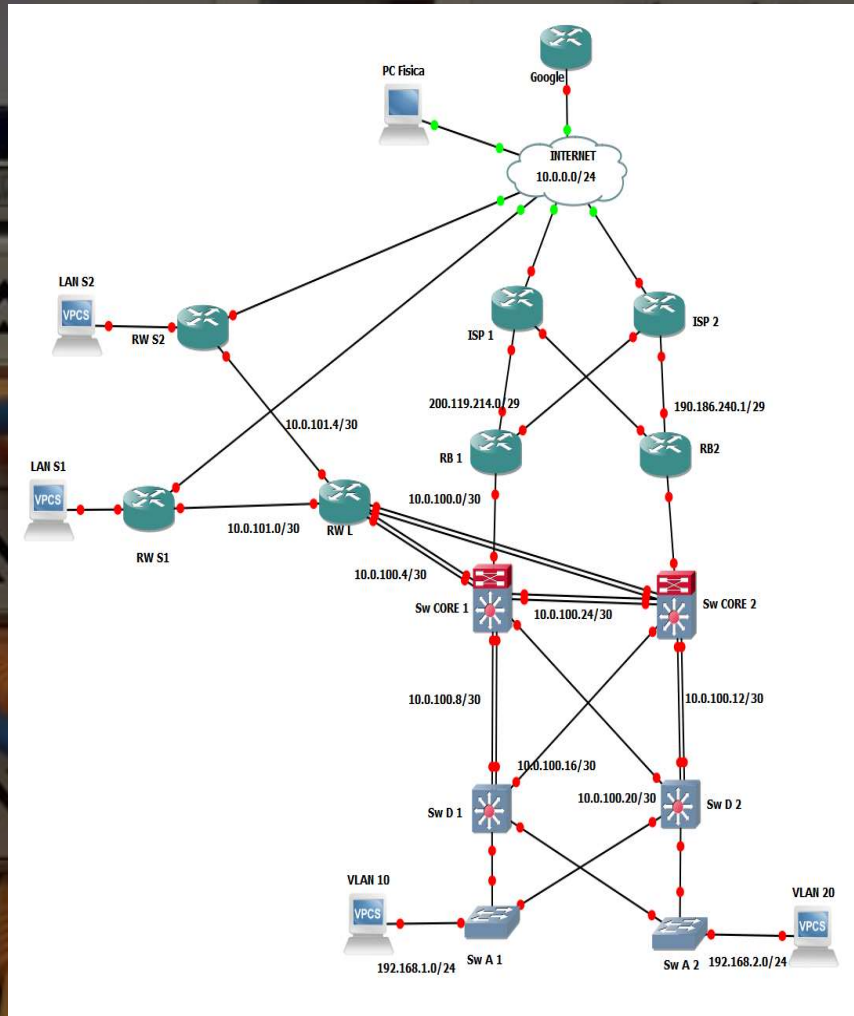 Google
PC Fisica
INTERNET
10.0.0.0/24
LAN S2
VPCS
RW S2
ISP 1
ISP 2
200.119.214.0/29
190.186.240.1/29
10.0.101.4/30
RB 1
RB2
LAN S1
VPCS
RW S1
10.0.101.0/30
RW L
10.0.100.0/30
10.0.100.4/30
Sw CORE 1
10.0.100.24/30
Sw CORE 2
10.0.100.8/30
10.0.100.12/30
10.0.100.16/30
10.0.100.20/30
Sw D 1
Sw D 2
VLAN 10
VPCS
192.168.1.0/24
Sw A 1
Sw A 2
192.168.2.0/24
VLAN 20
VPCS